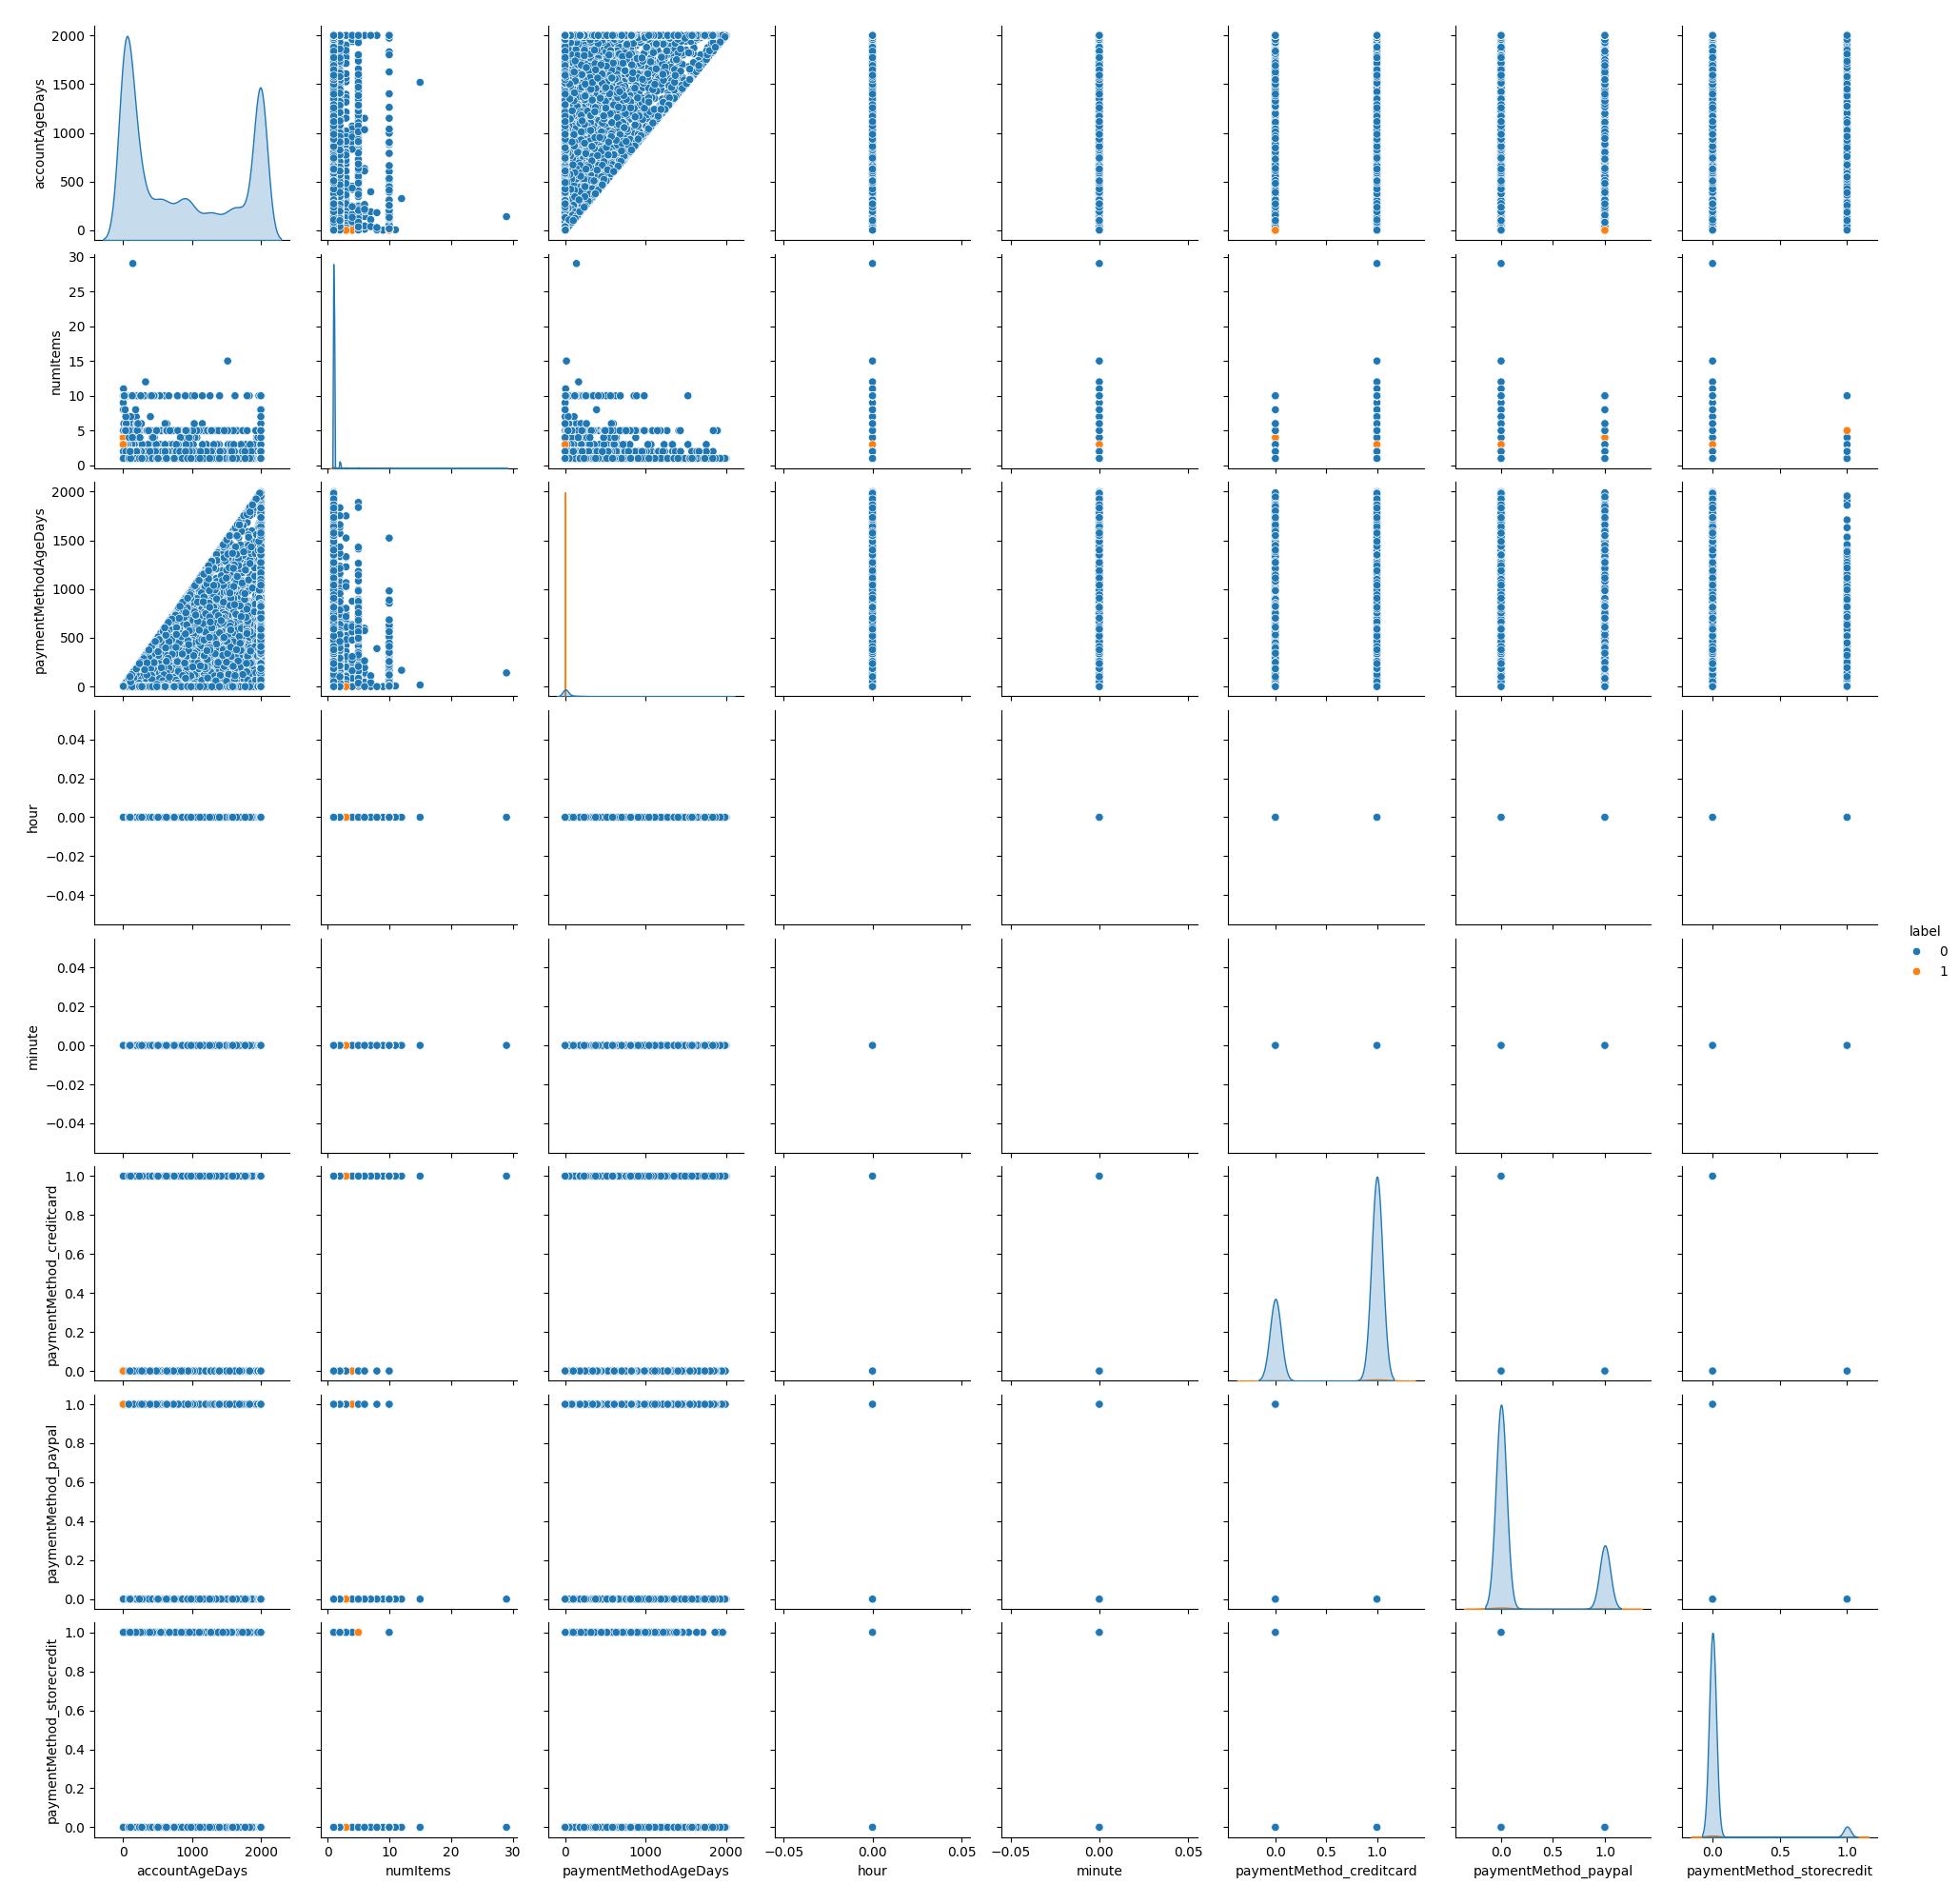 accountAgeDays
2000
1500
1000
500
0
numItems
30
25
20
15
10
5
0
paymentMethodAgeDays
2000
1500
1000
500
0
hour
0.04
0.02
0.00
−0.02
−0.04
label
0
1
minute
0.04
0.02
0.00
−0.02
−0.04
paymentMethod_creditcard
1.0
0.8
0.6
0.4
0.2
0.0
paymentMethod_paypal
1.0
0.8
0.6
0.4
0.2
0.0
paymentMethod_storecredit
1.0
0.8
0.6
0.4
0.2
0.0
0 1000 2000
0 10 20 30
0 1000 2000
−0.05 0.00 0.05
−0.05 0.00 0.05
0.0 0.5 1.0
0.0 0.5 1.0
0.0 0.5 1.0
accountAgeDays
numItems
paymentMethodAgeDays
hour
minute
paymentMethod_creditcard
paymentMethod_paypal
paymentMethod_storecredit